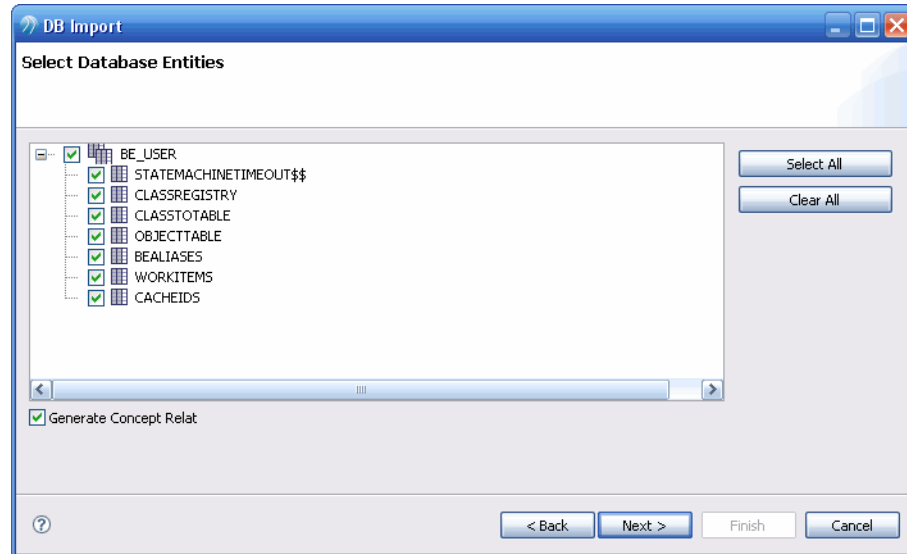 DB Import
Select Database Entities
BE_USER
STATEMACHINETIMEOUT$$
CLASSREGISTRY
CLASSTOTABLE
OBJECTTABLE
BEALIASES
WORKITEMS
CACHEIDS
Select All
Clear All
Generate Concept Relat
?
< Back
Next >
Finish
Cancel